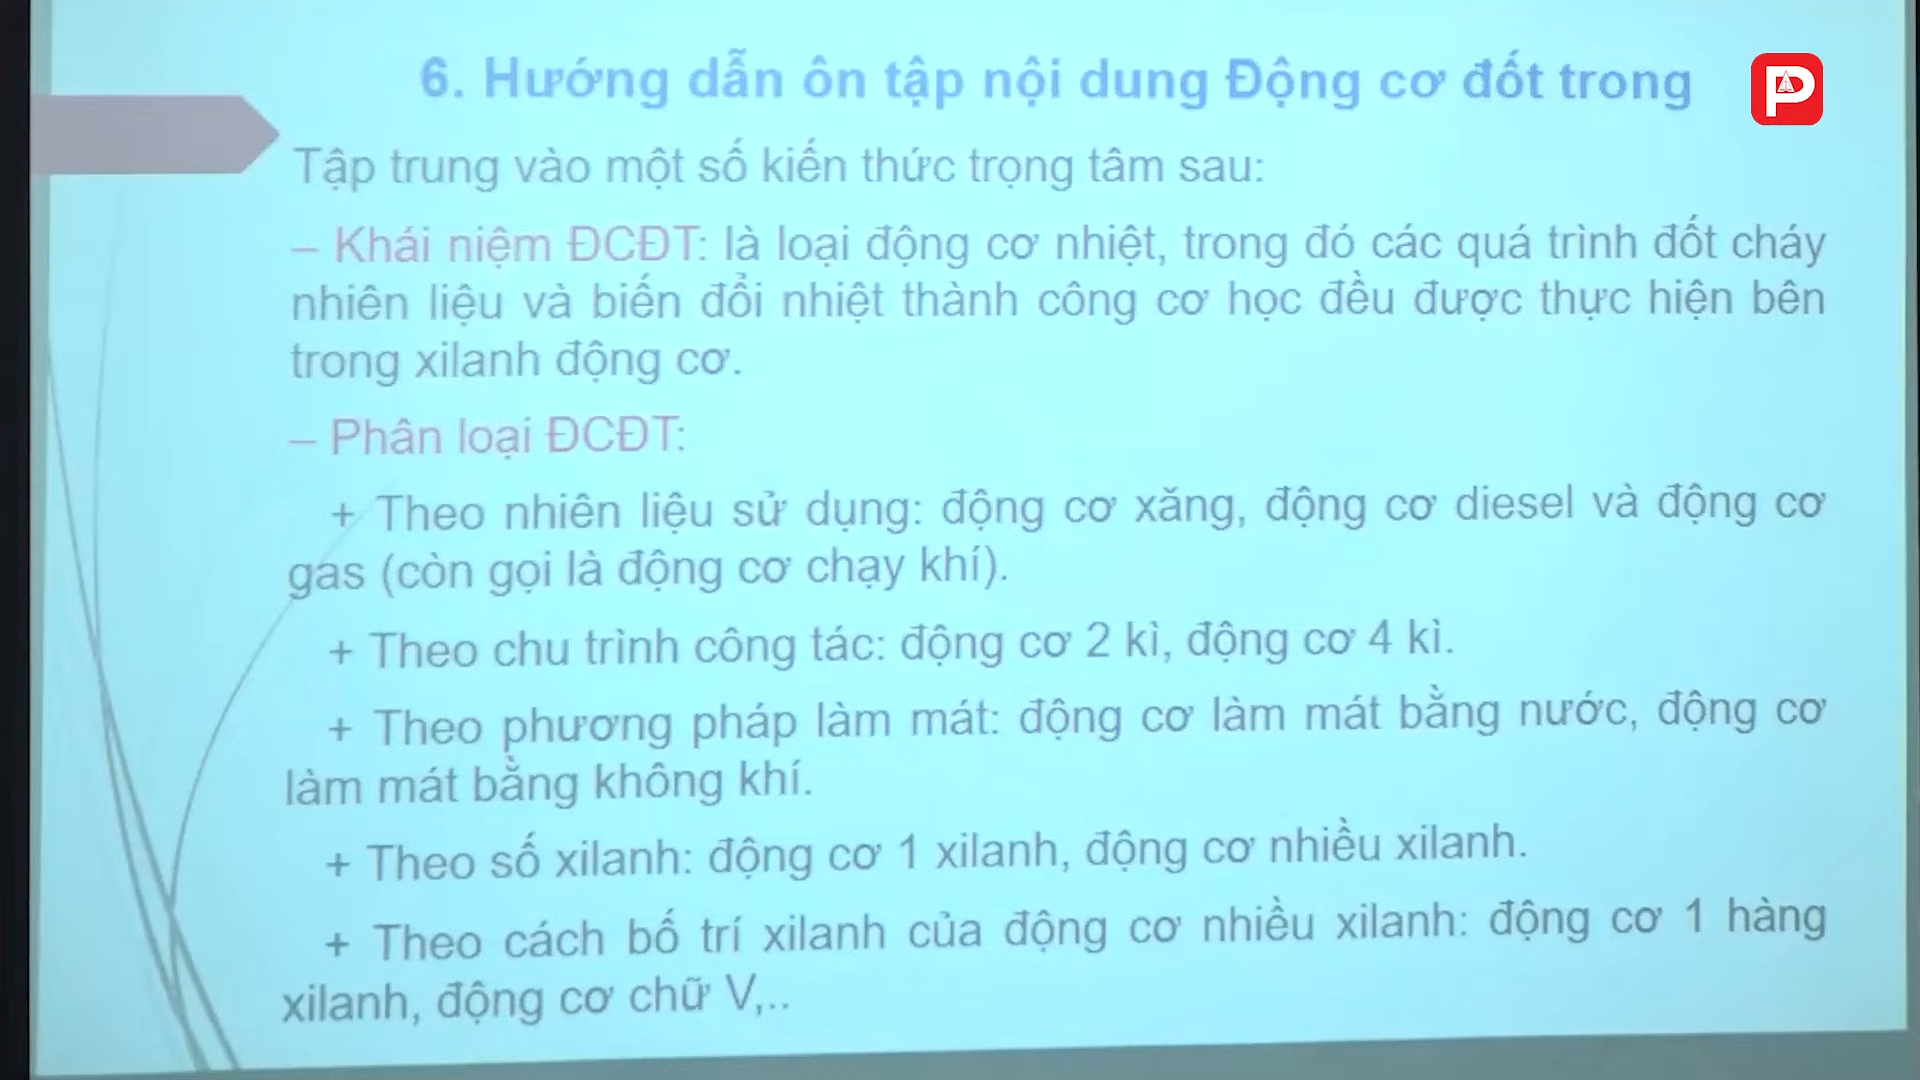 6. Hướng dẫn ôn tập nội dung Động cơ đốt trong
Tập trung vào một số kiến thức trọng tâm sau:
– Khái niệm ĐCĐT: là loại động cơ nhiệt, trong đó các quá trình đốt cháy
nhiên liệu và biến đổi nhiệt thành công cơ học đều được thực hiện bên
trong xilanh động cơ.
– Phân loại ĐCĐT:
+ Theo nhiên liệu sử dụng: động cơ xăng, động cơ diesel và động cơ
gas (còn gọi là động cơ chạy khí).
+ Theo chu trình công tác: động cơ 2 kì, động cơ 4 kì.
+ Theo phương pháp làm mát: động cơ làm mát bằng nước, động cơ
làm mát bằng không khí.
+ Theo số xilanh: động cơ 1 xilanh, động cơ nhiều xilanh.
+ Theo cách bố trí xilanh của động cơ nhiều xilanh: động cơ 1 hàng
xilanh, động cơ chữ V,..
P